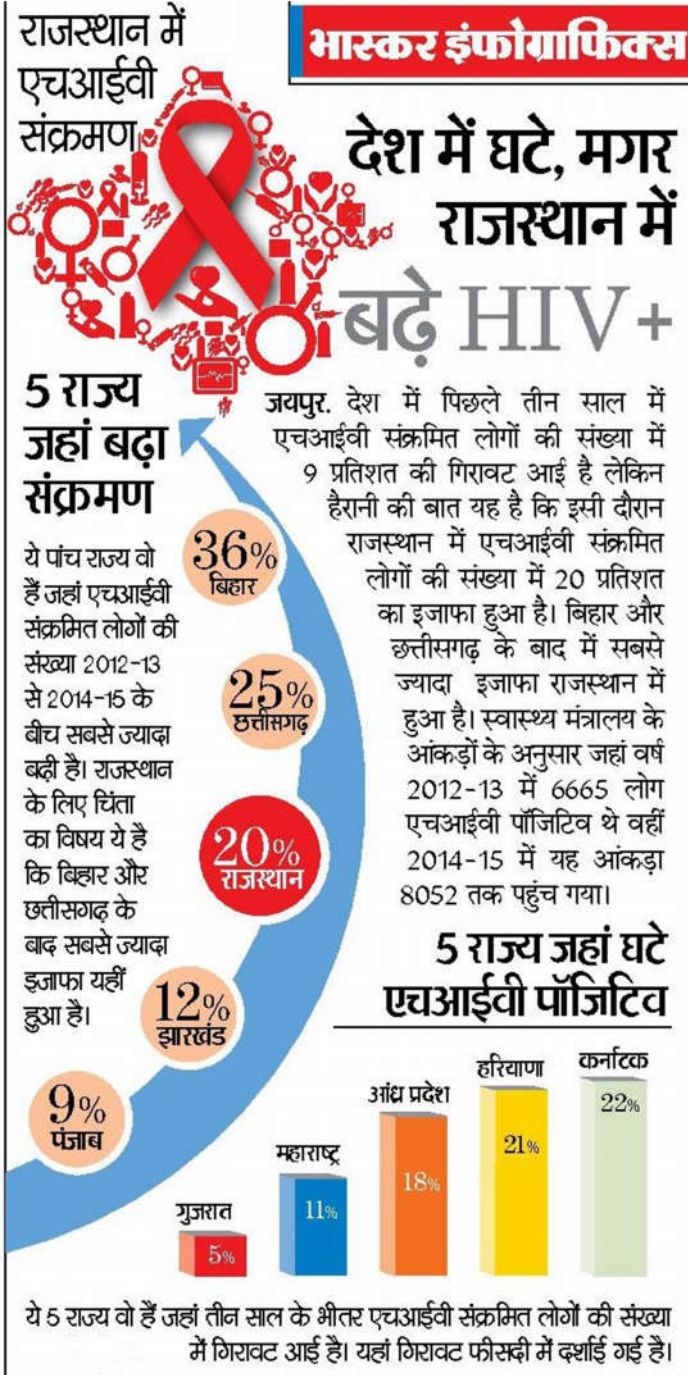 राजस्थान में
एचआईवी
संक्रमण
भास्कर इंफोग्राफिक्स
देश में घटे, मगर
राजस्थान में
बढ़े HIV+
जयपुर. देश में पिछले तीन साल में
एचआईवी संक्रमित लोगों की संख्या में
9 प्रतिशत की गिरावट आई है लेकिन
हैरानी की बात यह है कि इसी दौरान
राजस्थान में एचआईवी संक्रमित
लोगों की संख्या में 20 प्रतिशत
का इजाफा हुआ है। बिहार और
छत्तीसगढ़ के बाद में सबसे
ज्यादा इजाफा राजस्थान में
हुआ है। स्वास्थ्य मंत्रालय के
आंकड़ों के अनुसार जहां वर्ष
2012-13 में 6665 लोग
एचआईवी पॉजिटिव थे वहीं
2014-15 में यह आंकड़ा
8052 तक पहुंच गया।
5 राज्य
जहां बढ़ा
संक्रमण
ये पांच राज्य वो
हैं जहां एचआईवी
संक्रमित लोगों की
संख्या 2012-13
से 2014-15 के
बीच सबसे ज्यादा
बढ़ी है। राजस्थान
के लिए चिंता
का विषय ये है
कि बिहार और
छत्तीसगढ़ के
बाद सबसे ज्यादा
इजाफा यहीं
हुआ है।
36%
बिहार
25%
छत्तीसगढ़
20%
राजस्थान
12%
झारखंड
9%
पंजाब
5 राज्य जहां घटे
एचआईवी पॉजिटिव
गुजरात
5%
महाराष्ट्र
11%
आंध्र प्रदेश
18%
हरियाणा
21%
कर्नाटक
22%
ये 5 राज्य वो हैं जहां तीन साल के भीतर एचआईवी संक्रमित लोगों की संख्या
में गिरावट आई है। यहां गिरावट फीसदी में दर्शाई गई है।